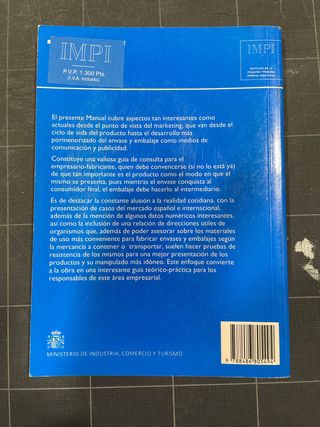 IMPI
P.V.P. 1.300 Pts.
(I.V.A. incluido)
IMPI
INSTITUTO DE LA
PEQUEÑA Y MEDIANA
EMPRESA INDUSTRIAL
El presente Manual cubre aspectos tan interesantes como
actuales desde el punto de vista del marketing, que van desde el
ciclo de vida del producto hasta el desarrollo más
pormenorizado del envase y embalaje como medios de
comunicación y publicidad.
Constituye una valiosa guía de consulta para el
empresario-fabricante, quien debe convencerse (si no lo está ya)
de que tan importante es el producto como el modo en que el
mismo se presenta, pues mientras el envase conquista al
consumidor final; el embalaje debe hacerlo al intermediario.
Es de destacar la constante alusión a la realidad cotidiana, con la
presentación de casos del mercado español e internacional,
además de la mención de algunos datos numéricos interesantes,
así como la inclusión de una relación de direcciones útiles de
organismos que, además de poder asesorar sobre los materiales
de uso más conveniente para fabricar envases y embalajes según
la mercancía a contener o transportar, suelen hacer pruebas de
resistencia de los mismos para una mejor presentación de los
productos y su manipulado más idóneo. Este enfoque convierte
a la obra en una interesante guía teórico-práctica para los
responsables de este área empresarial.
MINISTERIO DE INDUSTRIA, COMERCIO Y TURISMO
9 788486 805494